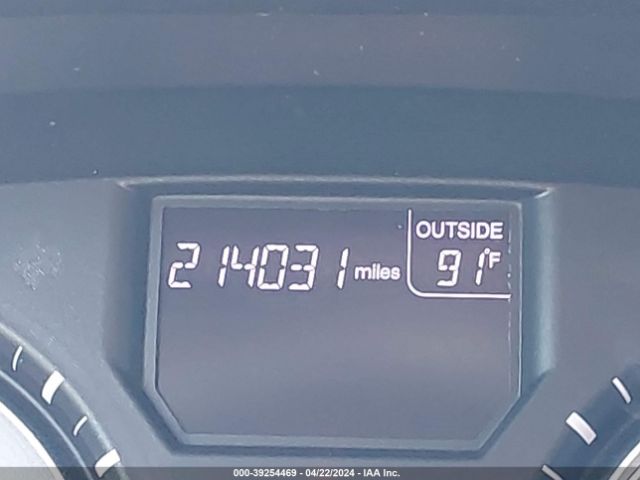 OUTSIDE
214031 miles 91°F
000-39254469 - 04/22/2024 - IAA Inc.